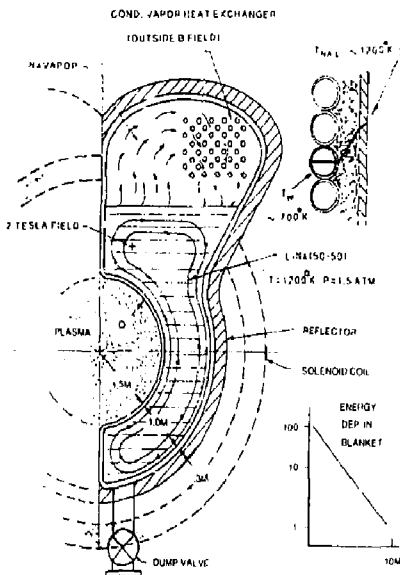 COND. VAPOR HEAT EXCHANGER
(OUTSIDE B FIELD)
Na VAPOR
2 TESLA FIELD
PLASMA
1.5M
1.0M
.3M
DUMP VALVE
~ 1200°K
~ 700°K
Li-Na (50-50)
T=1200°K P=1.5 ATM
REFLECTOR
SOLENOID COIL
ENERGY
DEP IN
BLANKET
100
10
1
10M